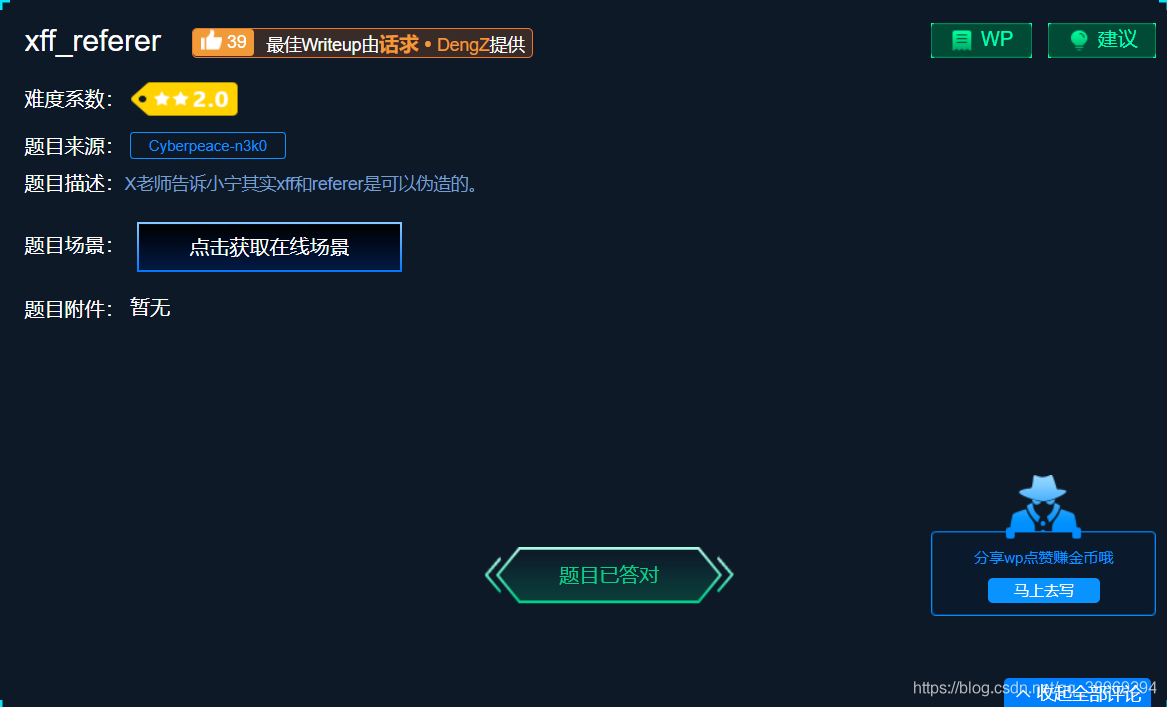 xff_referer
39 最佳Writeup由话求 • DengZ提供
WP
建议
难度系数： 2.0
题目来源： Cyberpeace-n3k0
题目描述： X老师告诉小宁其实xff和referer是可以伪造的。
题目场景： 点击获取在线场景
题目附件： 暂无
题目已答对
分享wp点赞赚金币哦
马上去写
收起全部评论